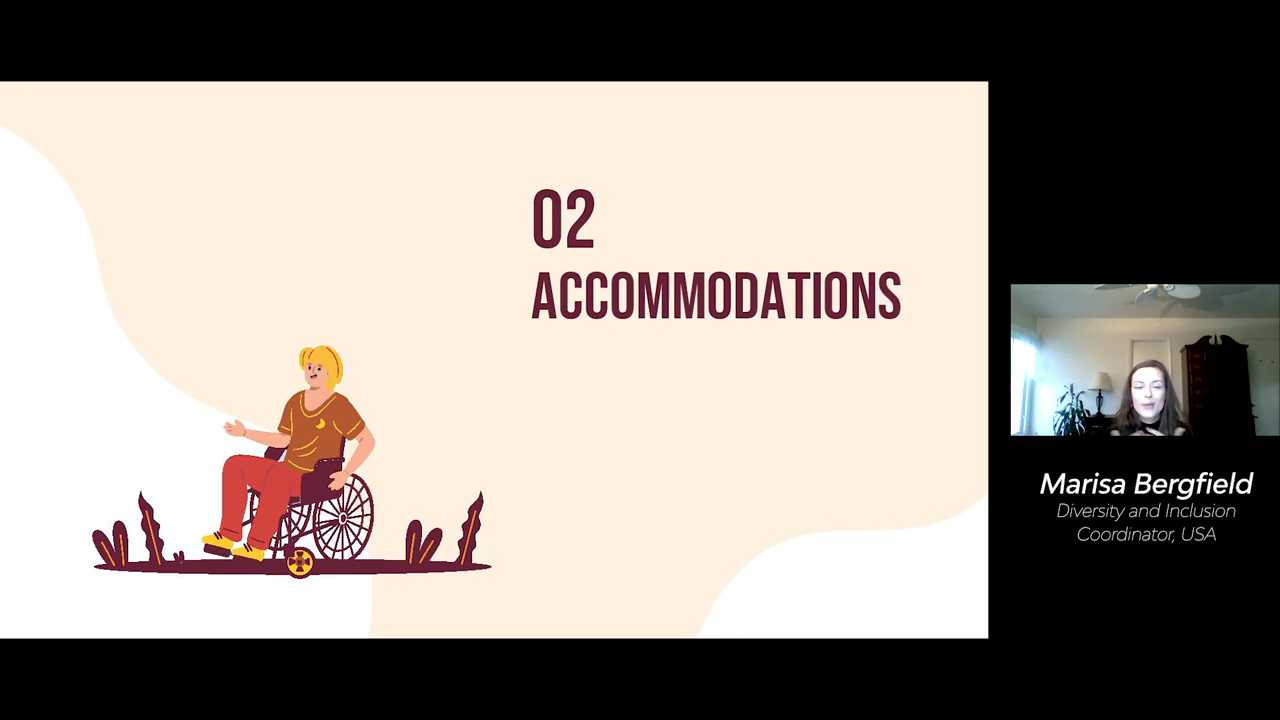 02
ACCOMMODATIONS
Marisa Bergfield
Diversity and Inclusion
Coordinator, USA